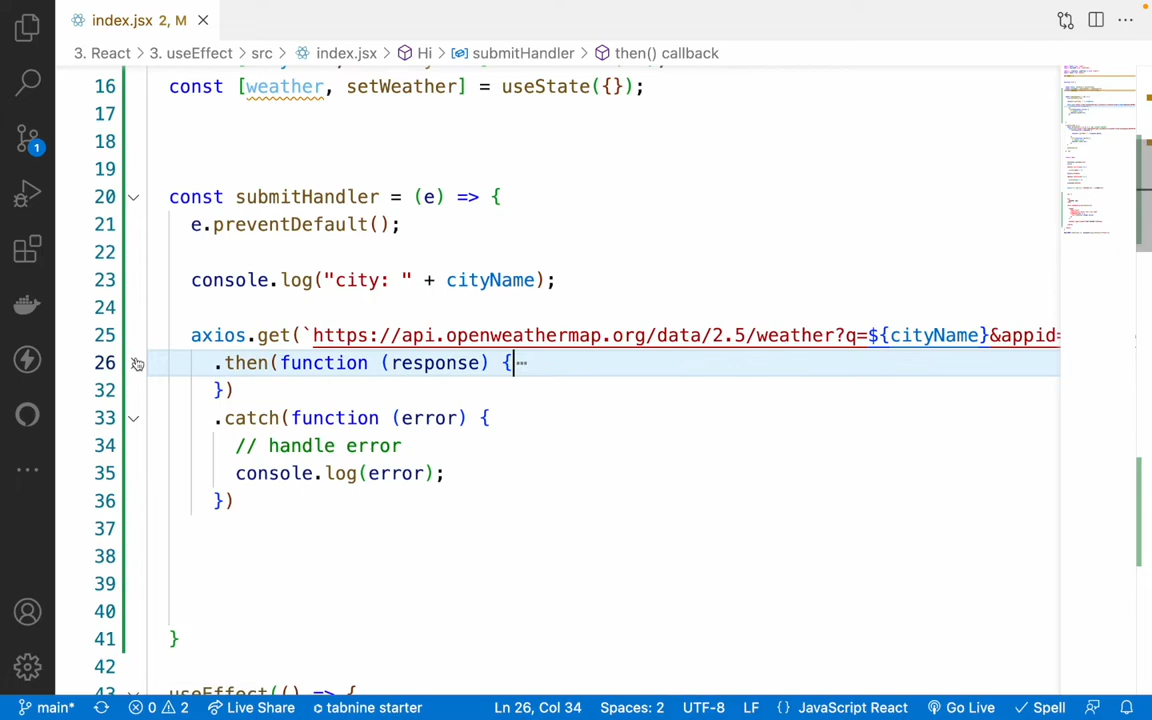 index.jsx 2, M
3. React > 3. useEffect > src > index.jsx > Hi > submitHandler > then() callback
16 const [weather, setWeather] = useState({});
17
18
19
20 const submitHandler = (e) => {
21 e.preventDefault();
22
23 console.log("city: " + cityName);
24
25 axios.get(`https://api.openweathermap.org/data/2.5/weather?q=${cityName}&appid=
26 .then(function (response) {…
32 })
33 .catch(function (error) {
34 // handle error
35 console.log(error);
36 })
37
38
39
40
41 }
42
43 useEffect(() => {
1
main* 0 2 Live Share tabnine starter Ln 26, Col 34 Spaces: 2 UTF-8 LF {} JavaScript React Go Live Spell